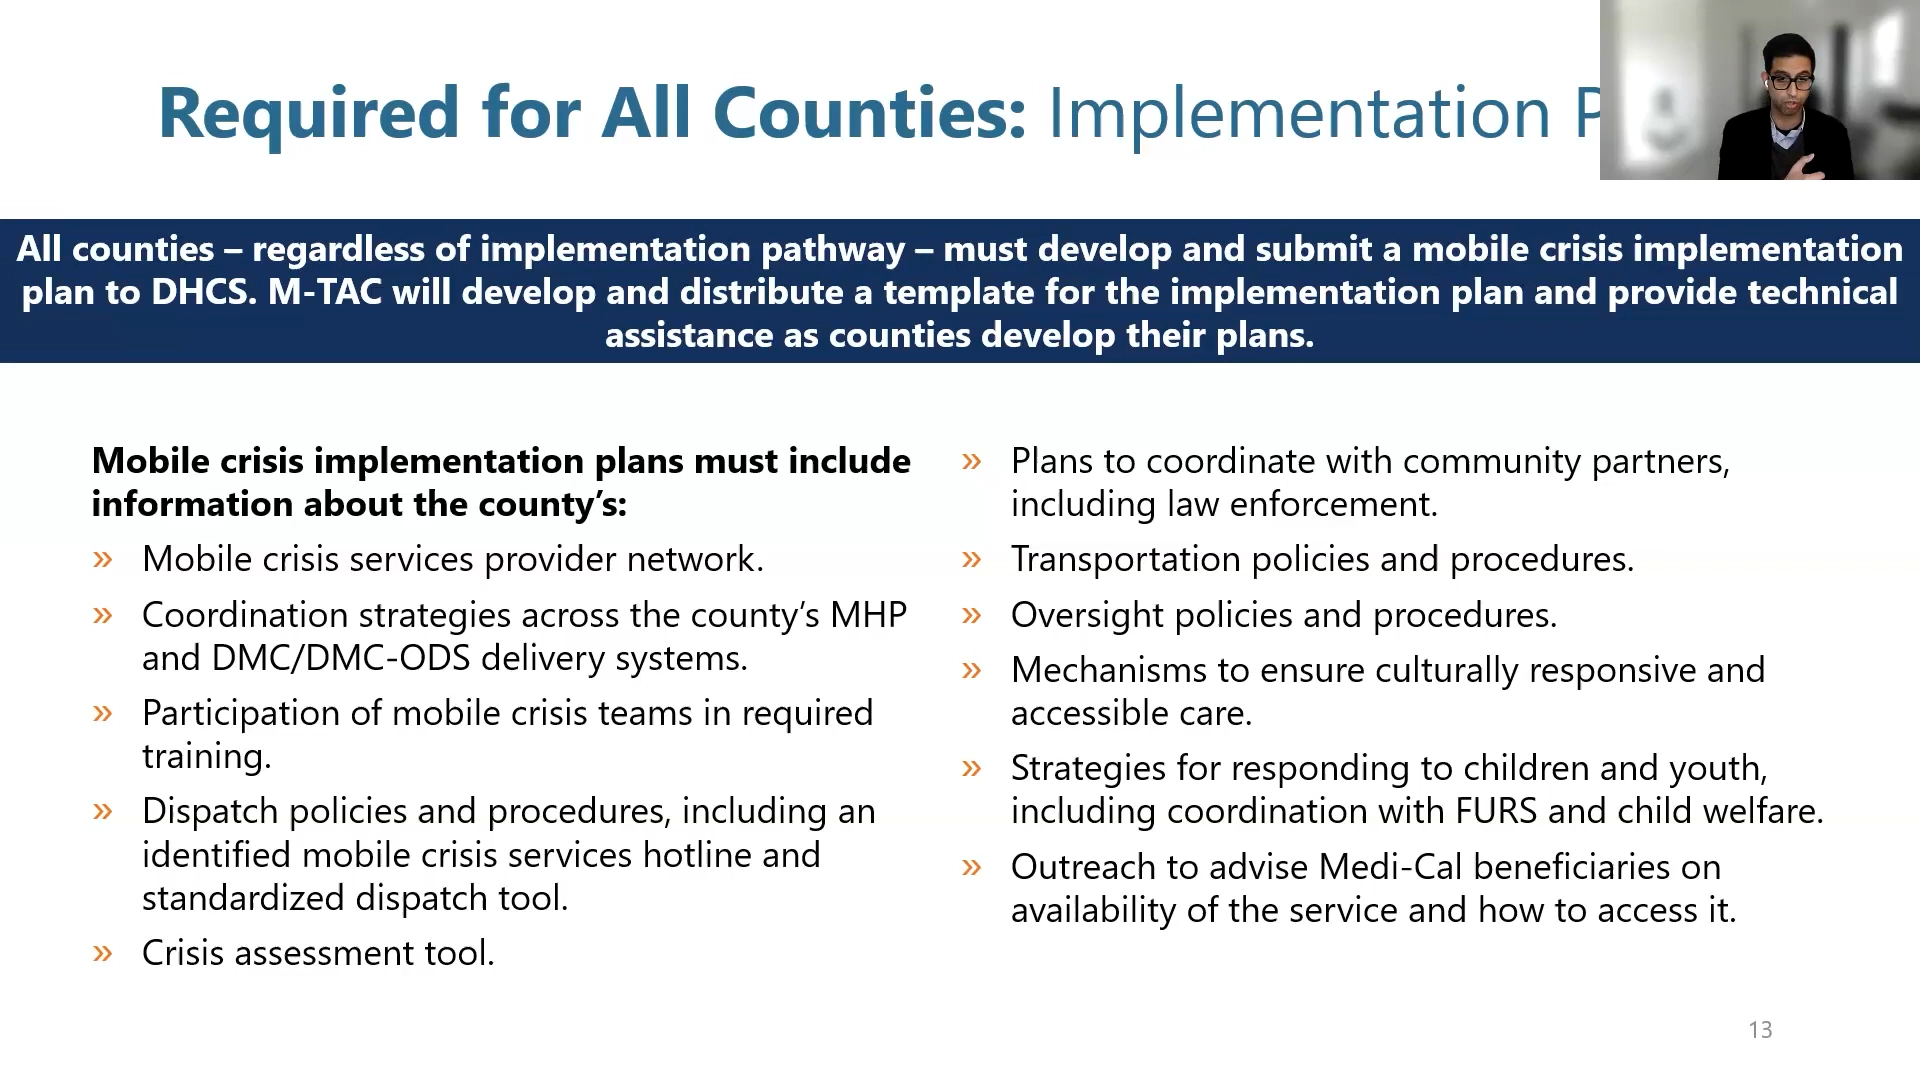 Required for All Counties: Implementation
All counties – regardless of implementation pathway – must develop and submit a mobile crisis implementation
plan to DHCS. M-TAC will develop and distribute a template for the implementation plan and provide technical
assistance as counties develop their plans.
Mobile crisis implementation plans must include
information about the county’s:
» Mobile crisis services provider network.
» Coordination strategies across the county’s MHP
and DMC/DMC-ODS delivery systems.
» Participation of mobile crisis teams in required
training.
» Dispatch policies and procedures, including an
identified mobile crisis services hotline and
standardized dispatch tool.
» Crisis assessment tool.
» Plans to coordinate with community partners,
including law enforcement.
» Transportation policies and procedures.
» Oversight policies and procedures.
» Mechanisms to ensure culturally responsive and
accessible care.
» Strategies for responding to children and youth,
including coordination with FURS and child welfare.
» Outreach to advise Medi-Cal beneficiaries on
availability of the service and how to access it.
13